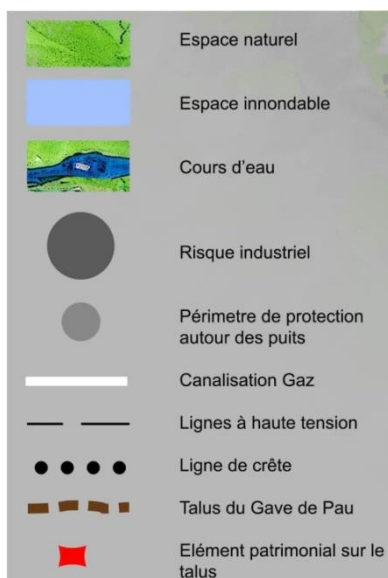 Espace naturel
Espace innondable
Cours d'eau
Risque industriel
Périmetre de protection
autour des puits
Canalisation Gaz
Lignes à haute tension
Ligne de crête
Talus du Gave de Pau
Elément patrimonial sur le
talus